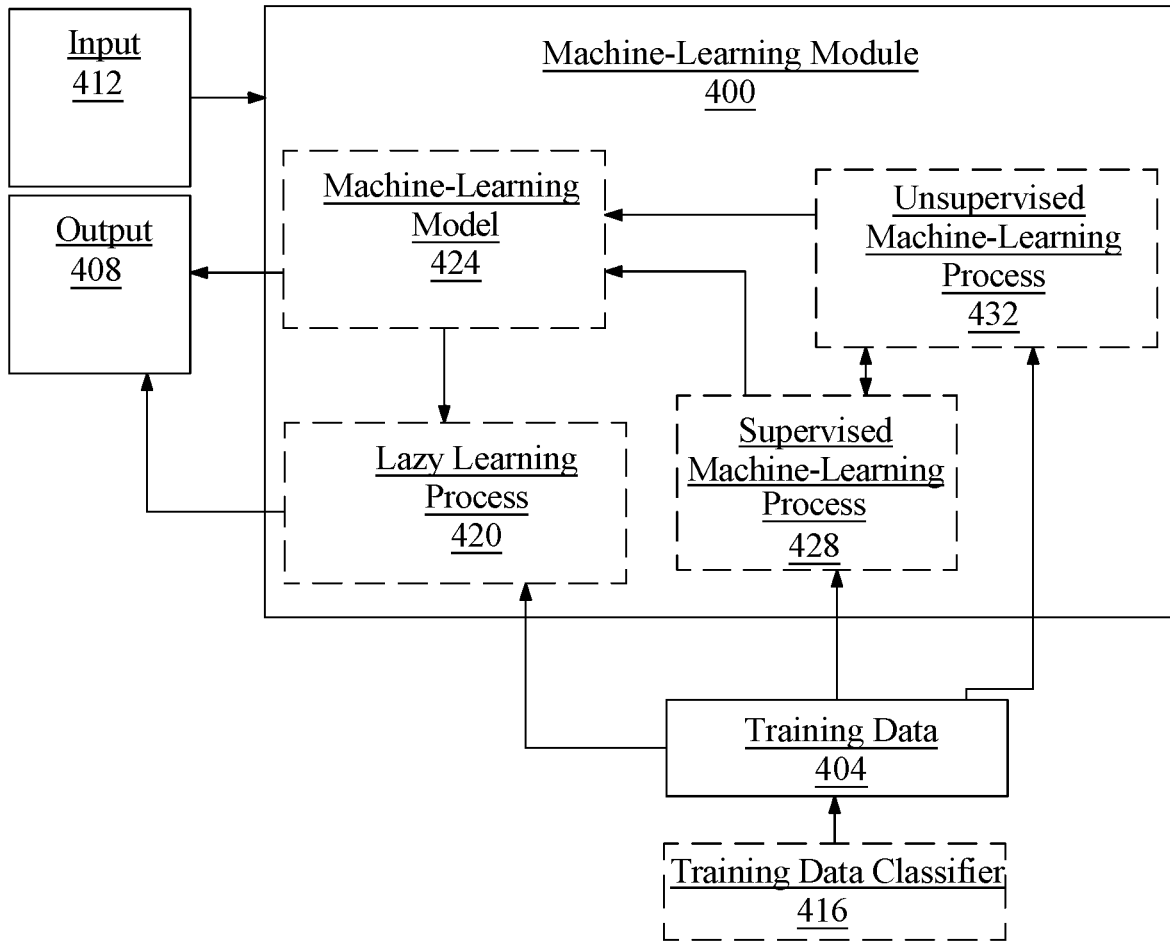 Input
412
Output
408
Machine-Learning Module
400
Machine-Learning
Model
424
Unsupervised
Machine-Learning
Process
432
Lazy Learning
Process
420
Supervised
Machine-Learning
Process
428
Training Data
404
Training Data Classifier
416